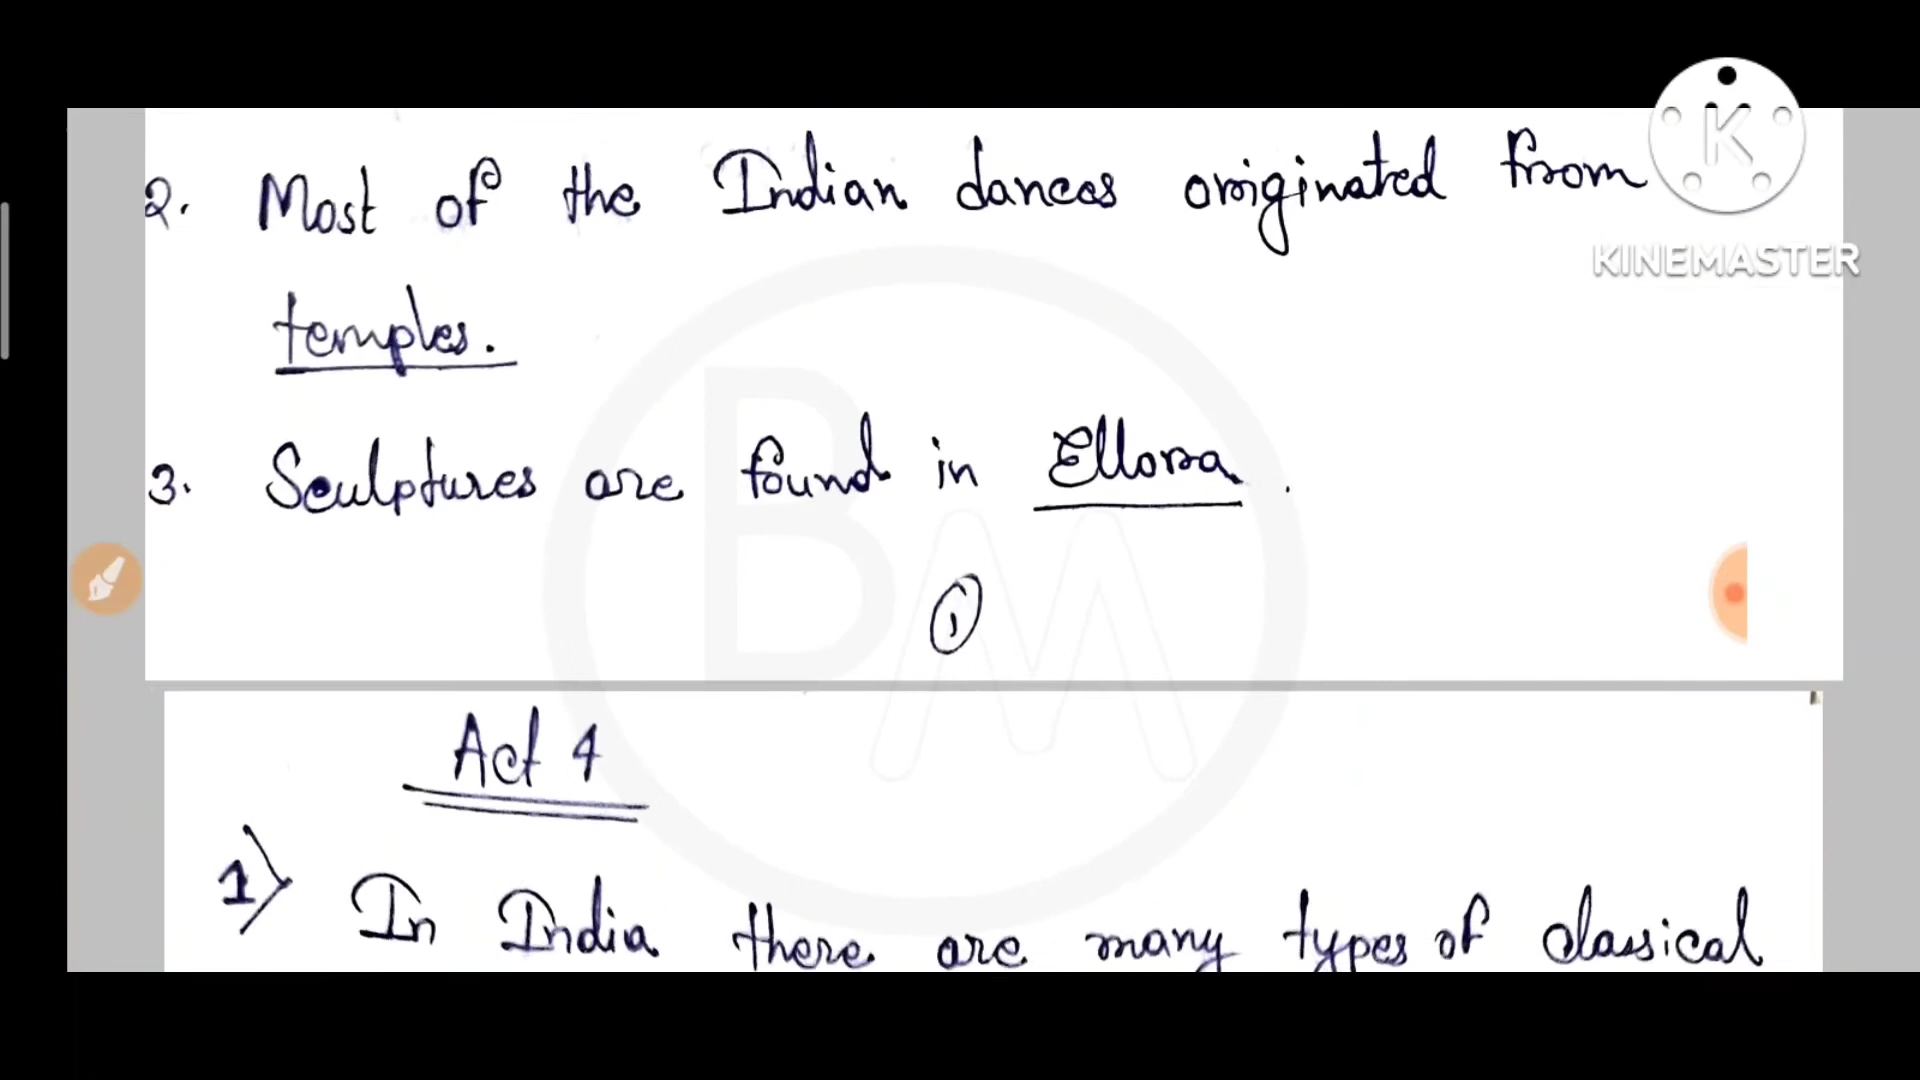 2. Most of the Indian dances originated from
temples.
3. Sculptures are found in Ellora.
1
Act 4
1) In India there are many types of classical
K
KINEMASTER
BM